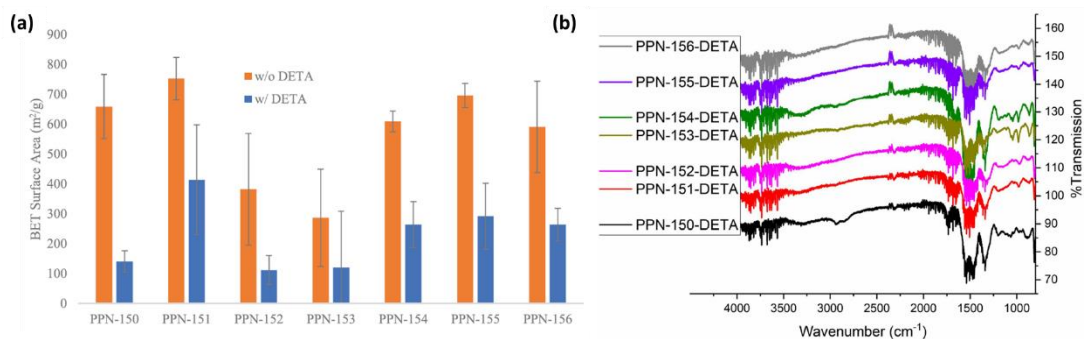 (a)
900
800
700
600
500
400
300
200
100
0
BET Surface Area (m²/g)
w/o DETA
w/ DETA
PPN-150 PPN-151 PPN-152 PPN-153 PPN-154 PPN-155 PPN-156
(b)
PPN-156-DETA
PPN-155-DETA
PPN-154-DETA
PPN-153-DETA
PPN-152-DETA
PPN-151-DETA
PPN-150-DETA
160
150
140
130
120
110
100
90
80
70
%Transmission
4000 3500 3000 2500 2000 1500 1000
Wavenumber (cm⁻¹)